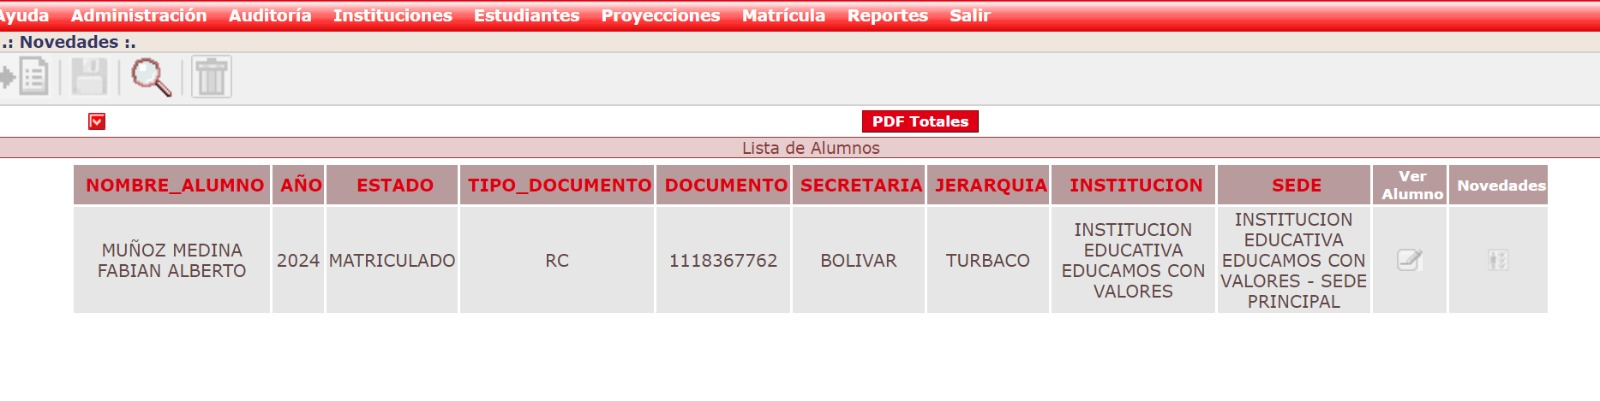 Ayuda Administración Auditoría Instituciones Estudiantes Proyecciones Matrícula Reportes Salir
.: Novedades :.
PDF Totales
Lista de Alumnos
NOMBRE_ALUMNO AÑO ESTADO TIPO_DOCUMENTO DOCUMENTO SECRETARIA JERARQUIA INSTITUCION SEDE Ver Alumno Novedades
MUÑOZ MEDINA
FABIAN ALBERTO
2024
MATRICULADO
RC
1118367762
BOLIVAR
TURBACO
INSTITUCION
EDUCATIVA
EDUCAMOS CON
VALORES
INSTITUCION
EDUCATIVA
EDUCAMOS CON
VALORES - SEDE
PRINCIPAL